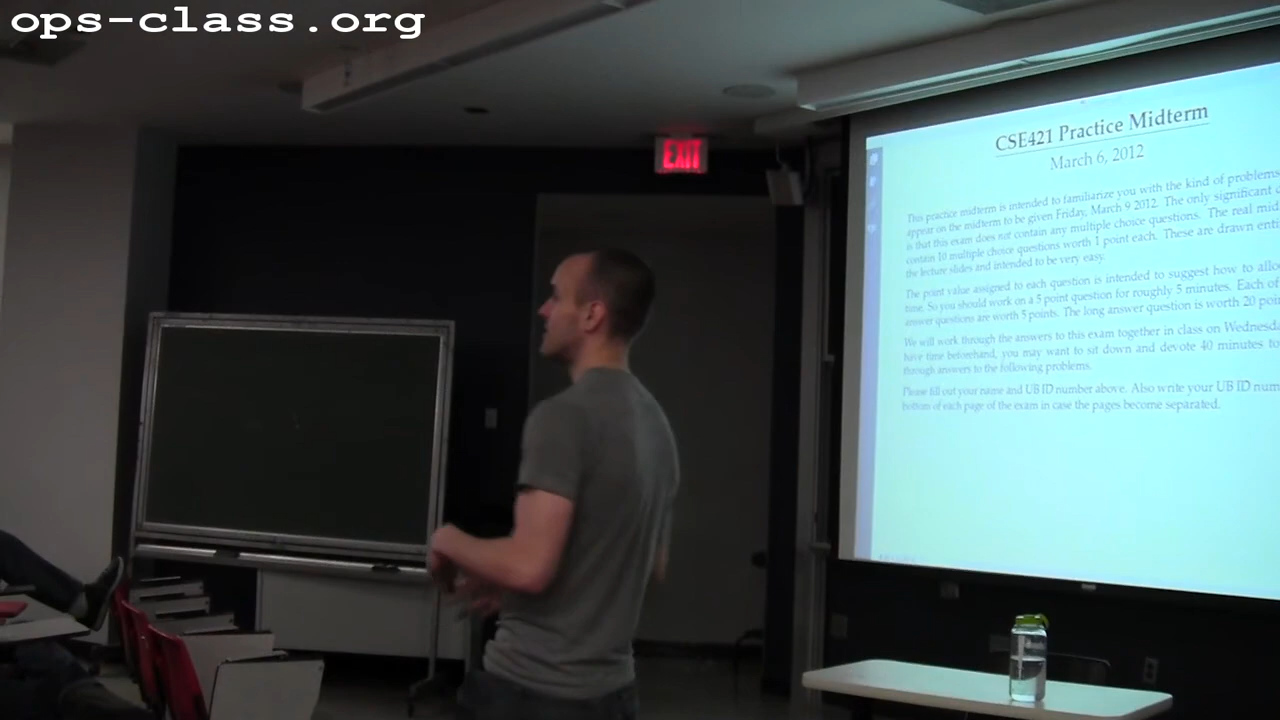 ops-class.org
EXIT
CSE421 Practice Midterm
March 6, 2012
This practice midterm is intended to familiarize you with the kind of problems
appear on the midterm to be given Friday, March 9 2012. The only significant
is that this exam does not contain any multiple choice questions. The real
contain 10 multiple choice questions worth 1 point each. These are drawn
the lecture slides and intended to be very easy.
The point value assigned to each question is intended to suggest how to
time. So you should work on a 5 point question for roughly 5 minutes. Each of
answer questions are worth 5 points. The long answer question is worth 20
We will work through the answers to this exam together in class on
have time beforehand, you may want to sit down and devote 40 minutes to
through answers to the following problems.
Please fill out your name and UB ID number above. Also write your UB ID
bottom of each page of the exam in case the pages become separated.